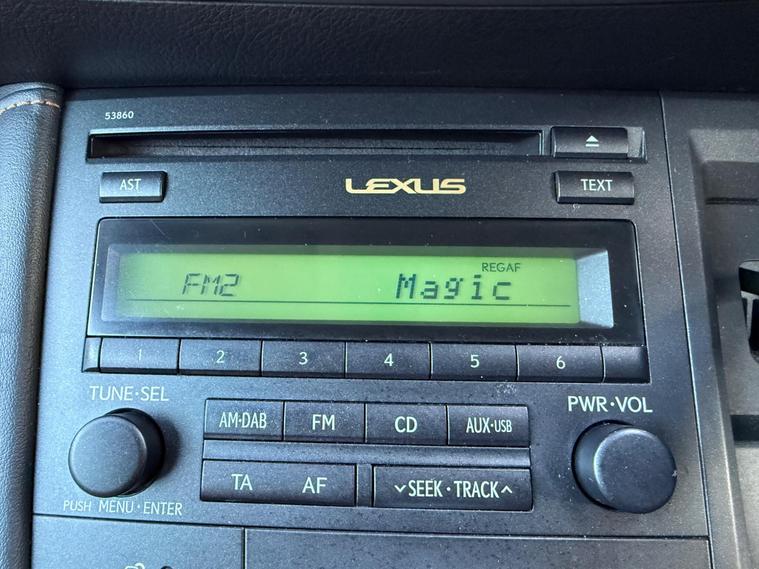 53860
AST LEXUS TEXT
REGAF
FM2 Magic
1 2 3 4 5 6
TUNE·SEL PWR·VOL
AM·DAB FM CD AUX·USB
TA AF ⌄SEEK·TRACK⌃
PUSH MENU·ENTER